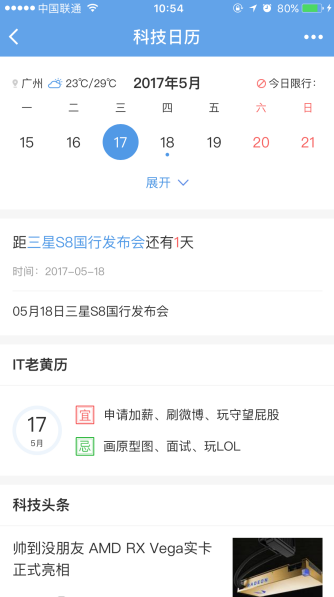 中国联通 10:54 80%
科技日历
广州 23℃/29℃ 2017年5月 今日限行：
一 二 三 四 五 六 日
15 16 17 18 19 20 21
展开
距三星S8国行发布会还有1天
时间：2017-05-18
05月18日三星S8国行发布会
IT老黄历
17
5月
宜 申请加薪、刷微博、玩守望屁股
忌 画原型图、面试、玩LOL
科技头条
帅到没朋友 AMD RX Vega实卡
正式亮相